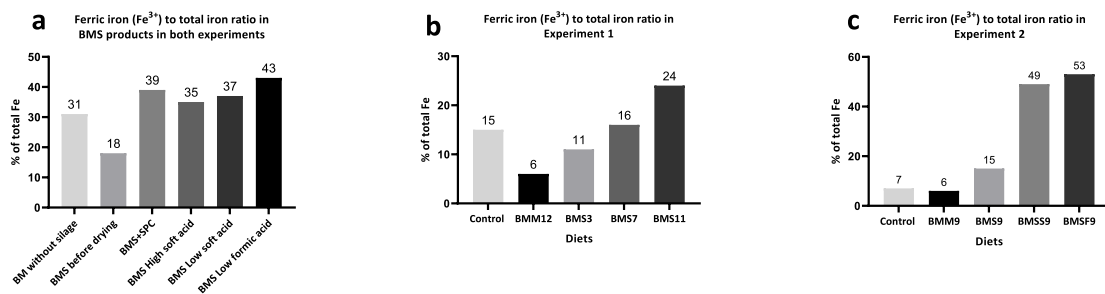 a
Ferric iron (Fe³⁺) to total iron ratio in
BMS products in both experiments
% of total Fe
50
40
30
20
10
0
31
18
39
35
37
43
BM without silage
BMS before drying
BMS+SPC
BMS High soft acid
BMS Low soft acid
BMS Low formic acid
b
Ferric iron (Fe³⁺) to total iron ratio in
Experiment 1
% of total Fe
30
20
10
0
15
6
11
16
24
Control
BMM12
BMS3
BMS7
BMS11
Diets
c
Ferric iron (Fe³⁺) to total iron ratio in
Experiment 2
% of total Fe
60
40
20
0
7
6
15
49
53
Control
BMM9
BMS9
BMSS9
BMSF9
Diets